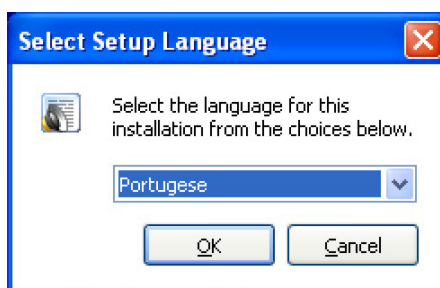 Select Setup Language
Select the language for this
installation from the choices below.
Portugese
OK
Cancel